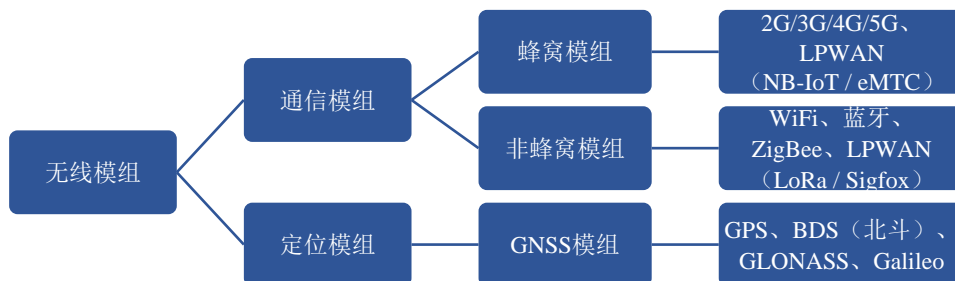 无线模组
通信模组
蜂窝模组
2G/3G/4G/5G、
LPWAN
（NB-IoT / eMTC）
非蜂窝模组
WiFi、蓝牙、
ZigBee、LPWAN
（LoRa / Sigfox）
定位模组
GNSS模组
GPS、BDS（北斗）、
GLONASS、Galileo